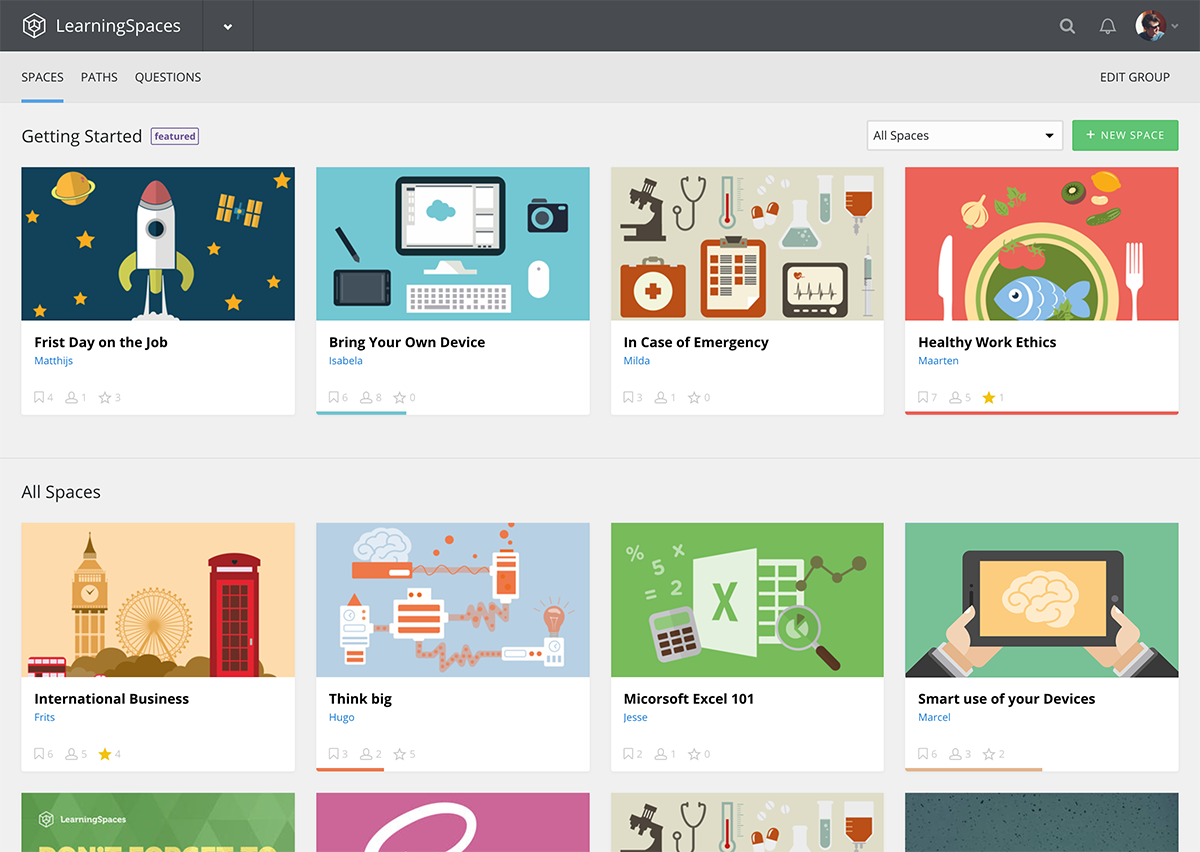 LearningSpaces
SPACES PATHS QUESTIONS EDIT GROUP
Getting Started featured All Spaces + NEW SPACE
Frist Day on the Job
Matthijs
4 1 3
Bring Your Own Device
Isabela
6 8 0
In Case of Emergency
Milda
3 1 0
Healthy Work Ethics
Maarten
7 5 1
All Spaces
International Business
Frits
6 5 4
% 5 x = 2 X
Think big
Hugo
3 2 5
Micorsoft Excel 101
Jesse
2 1 0
Smart use of your Devices
Marcel
6 3 2
LearningSpaces
DON'T FORGET TO